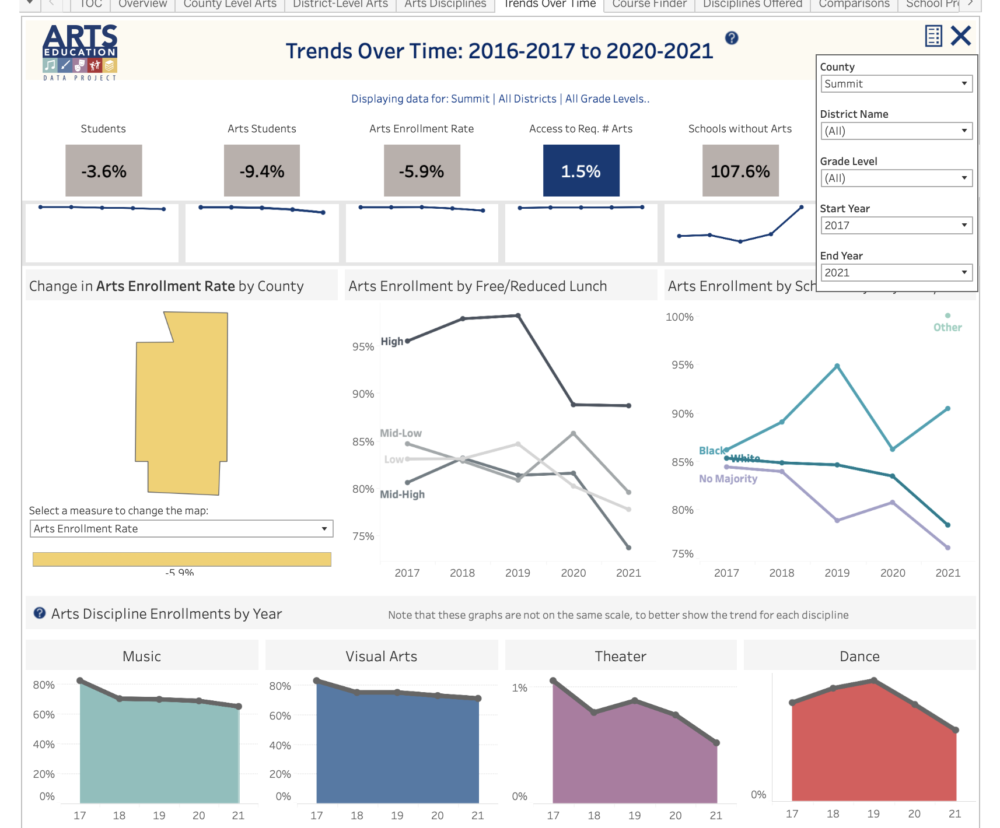 TOC Overview County Level Arts District-Level Arts Arts Disciplines Trends Over Time Course Finder Disciplines Offered Comparisons School
ARTS
EDUCATION
DATA PROJECT
Trends Over Time: 2016-2017 to 2020-2021
?
Displaying data for: Summit | All Districts | All Grade Levels..
County
Summit
District Name
(All)
Grade Level
(All)
Start Year
2017
End Year
2021
Students Arts Students Arts Enrollment Rate Access to Req. # Arts Schools without Arts
-3.6% -9.4% -5.9% 1.5% 107.6%
Change in Arts Enrollment Rate by County
Select a measure to change the map:
Arts Enrollment Rate
-5.9%
Arts Enrollment by Free/Reduced Lunch
95%
90%
85%
80%
75%
High
Mid-Low
Low
Mid-High
2017 2018 2019 2020 2021
Arts Enrollment by
100%
95%
90%
85%
80%
75%
Other
Black
White
No Majority
2017 2018 2019 2020 2021
? Arts Discipline Enrollments by Year
Note that these graphs are not on the same scale, to better show the trend for each discipline
Music
80%
60%
40%
20%
0%
17 18 19 20 21
Visual Arts
80%
60%
40%
20%
0%
17 18 19 20 21
Theater
1%
0%
17 18 19 20 21
Dance
0%
17 18 19 20 21